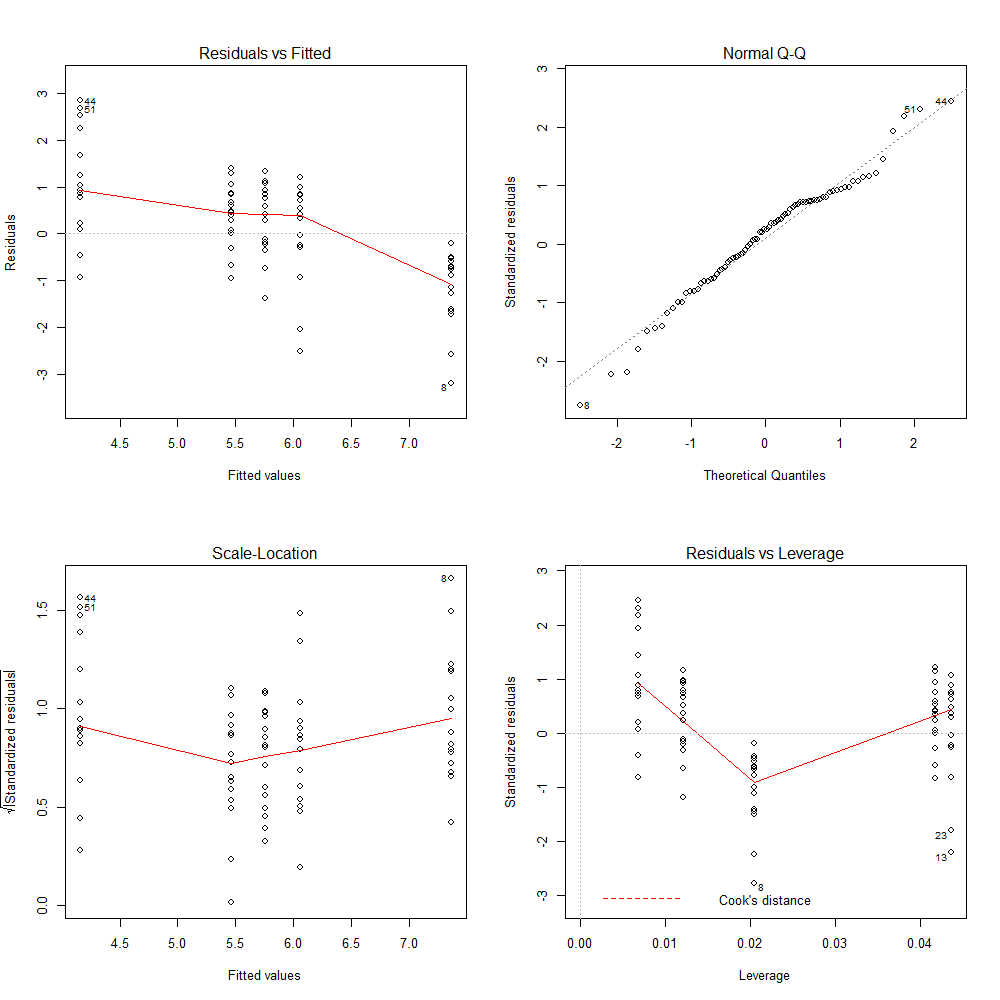 Residuals vs Fitted
3
2
1
0
-1
-2
-3
Residuals
44
51
8
4.5 5.0 5.5 6.0 6.5 7.0
Fitted values
Normal Q-Q
3
2
1
0
-1
-2
Standardized residuals
51
44
8
-2 -1 0 1 2
Theoretical Quantiles
Scale-Location
1.5
1.0
0.5
0.0
√|Standardized residuals|
8
44
51
4.5 5.0 5.5 6.0 6.5 7.0
Fitted values
Residuals vs Leverage
3
2
1
0
-1
-2
-3
Standardized residuals
23
13
8
Cook's distance
0.00 0.01 0.02 0.03 0.04
Leverage